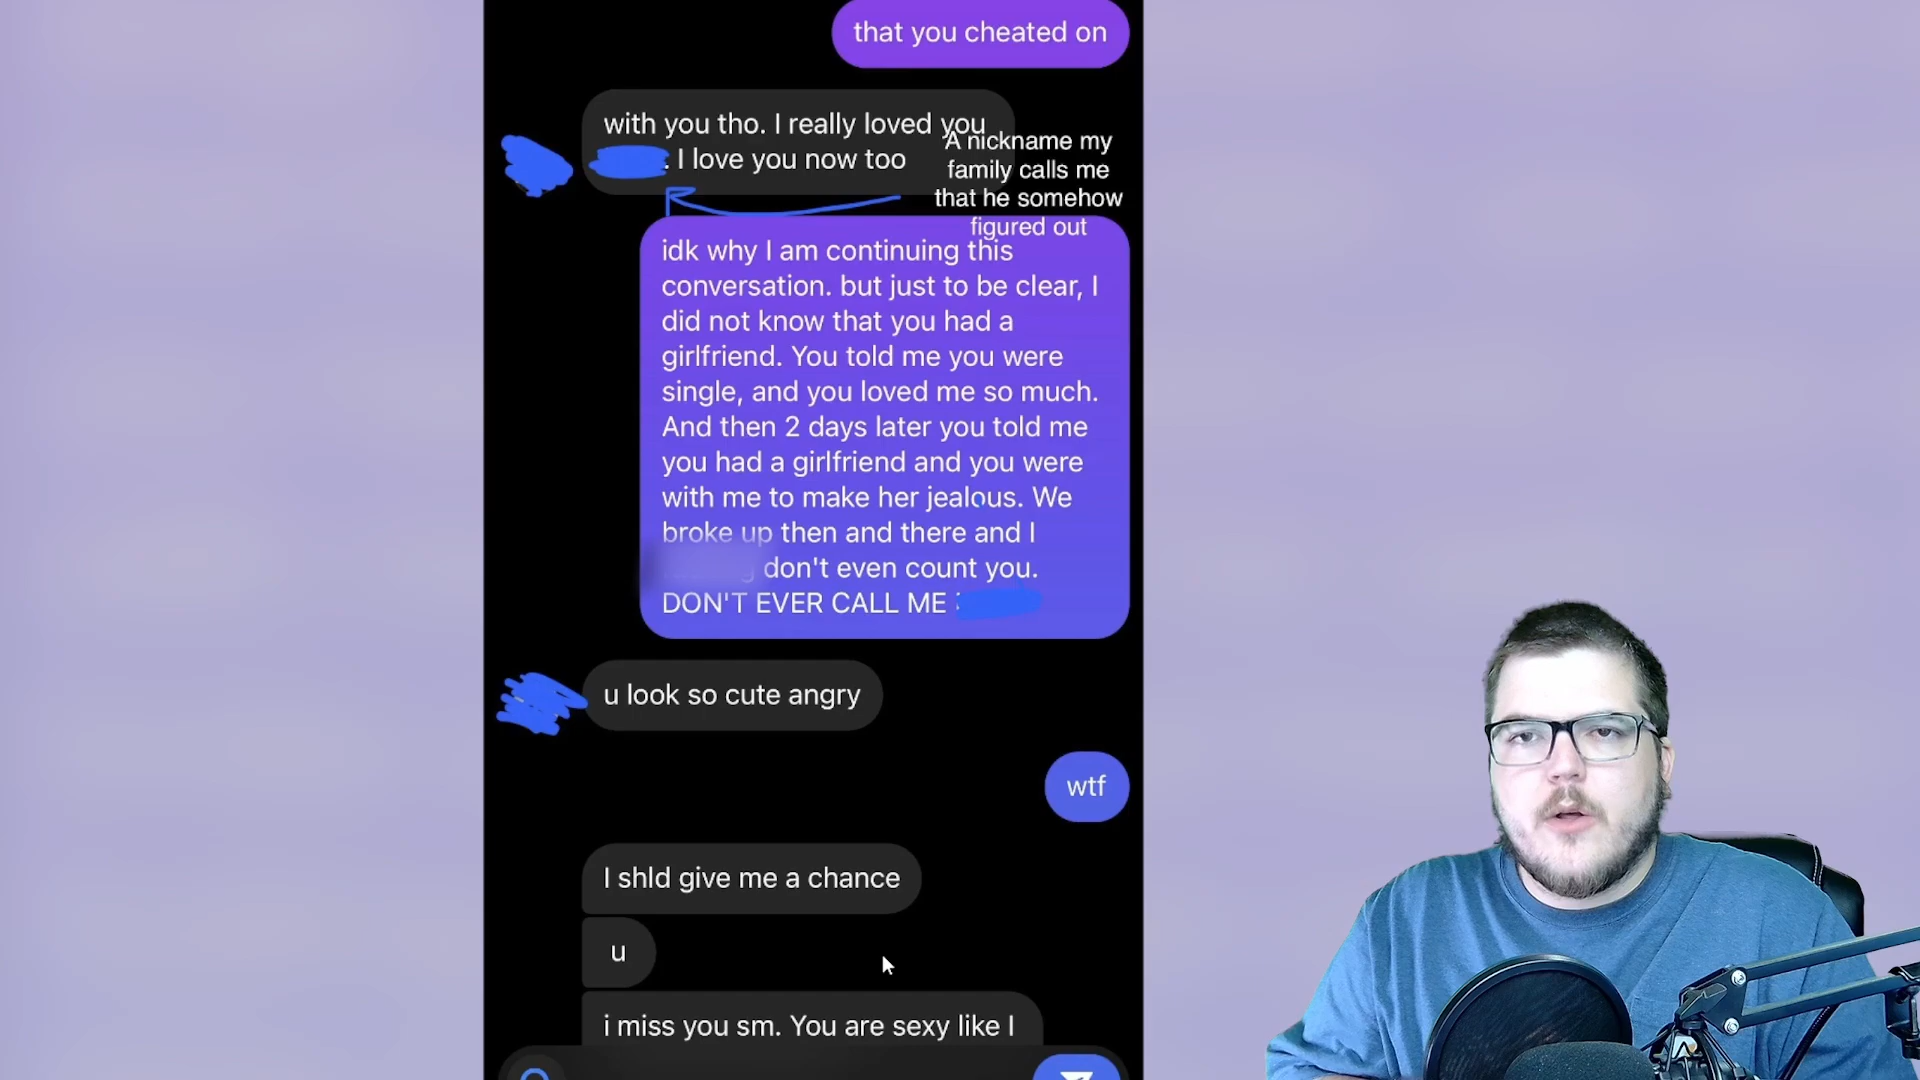 that you cheated on
with you tho. I really loved you
. I love you now too
A nickname my
family calls me
that he somehow
figured out
idk why I am continuing this
conversation. but just to be clear, I
did not know that you had a
girlfriend. You told me you were
single, and you loved me so much.
And then 2 days later you told me
you had a girlfriend and you were
with me to make her jealous. We
broke up then and there and I
don't even count you.
DON'T EVER CALL ME
u look so cute angry
wtf
I shld give me a chance
u
i miss you sm. You are sexy like I